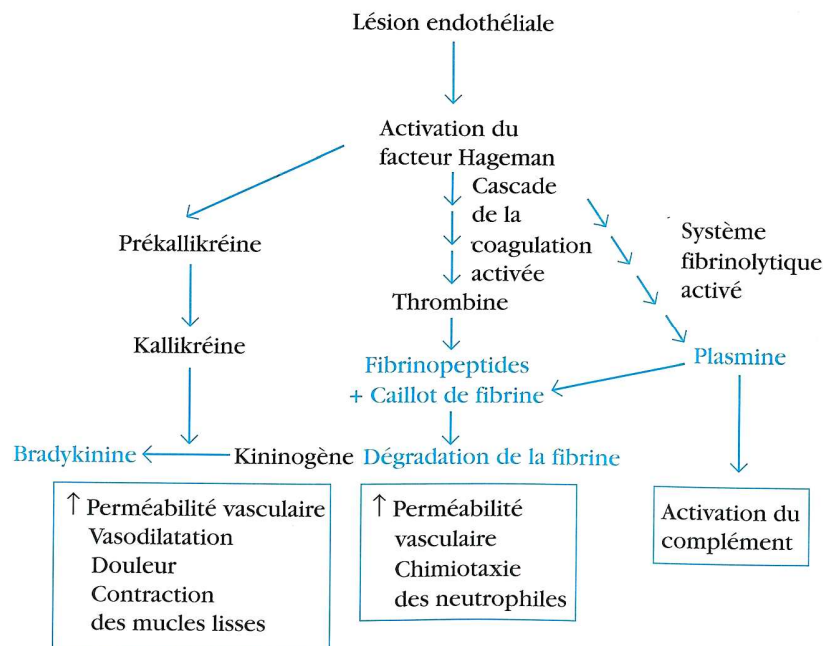 Lésion endothéliale
Activation du
facteur Hageman
Cascade
de la
coagulation
activée
Prékallikréine
Système
fibrinolytique
activé
Thrombine
Kallikréine
Fibrinopeptides
+ Caillot de fibrine
Plasmine
Bradykinine
Kininogène
Dégradation de la fibrine
↑ Perméabilité vasculaire
Vasodilatation
Douleur
Contraction
des mucles lisses
↑ Perméabilité
vasculaire
Chimiotaxie
des neutrophiles
Activation du
complément